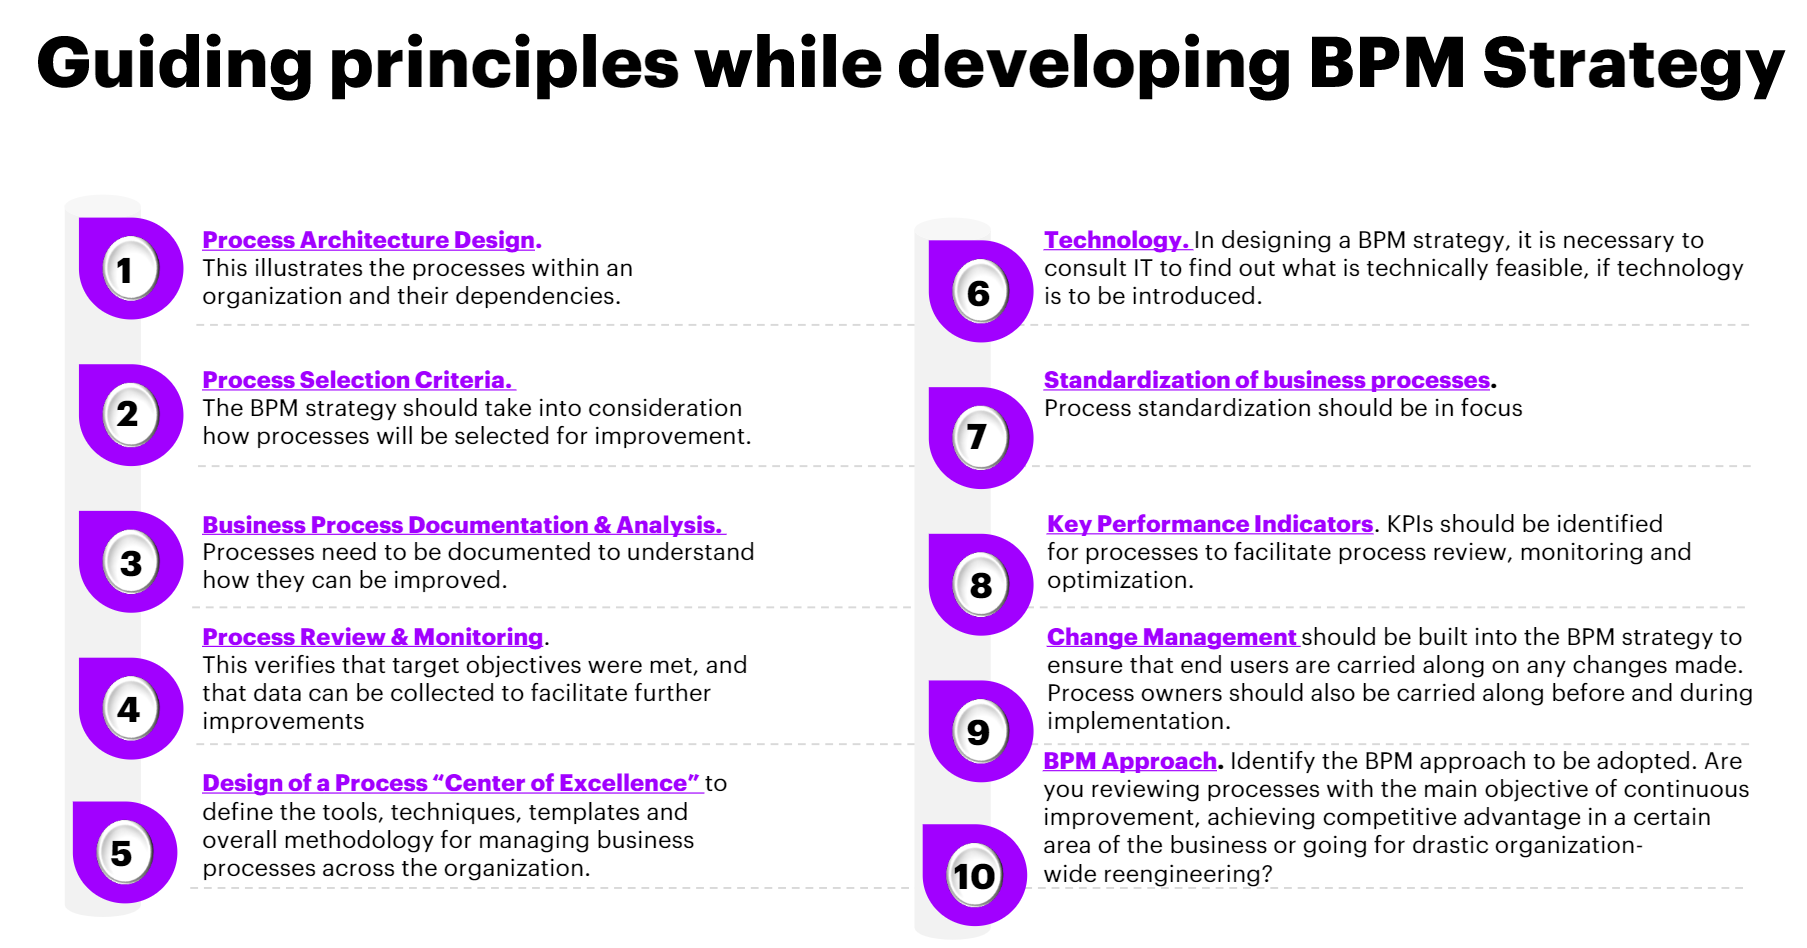 Guiding principles while developing BPM Strategy
1
Process Architecture Design.
This illustrates the processes within an
organization and their dependencies.
2
Process Selection Criteria.
The BPM strategy should take into consideration
how processes will be selected for improvement.
3
Business Process Documentation & Analysis.
Processes need to be documented to understand
how they can be improved.
4
Process Review & Monitoring.
This verifies that target objectives were met, and
that data can be collected to facilitate further
improvements
5
Design of a Process “Center of Excellence” to
define the tools, techniques, templates and
overall methodology for managing business
processes across the organization.
6
Technology. In designing a BPM strategy, it is necessary to
consult IT to find out what is technically feasible, if technology
is to be introduced.
7
Standardization of business processes.
Process standardization should be in focus
8
Key Performance Indicators. KPIs should be identified
for processes to facilitate process review, monitoring and
optimization.
9
Change Management should be built into the BPM strategy to
ensure that end users are carried along on any changes made.
Process owners should also be carried along before and during
implementation.
10
BPM Approach. Identify the BPM approach to be adopted. Are
you reviewing processes with the main objective of continuous
improvement, achieving competitive advantage in a certain
area of the business or going for drastic organization-
wide reengineering?